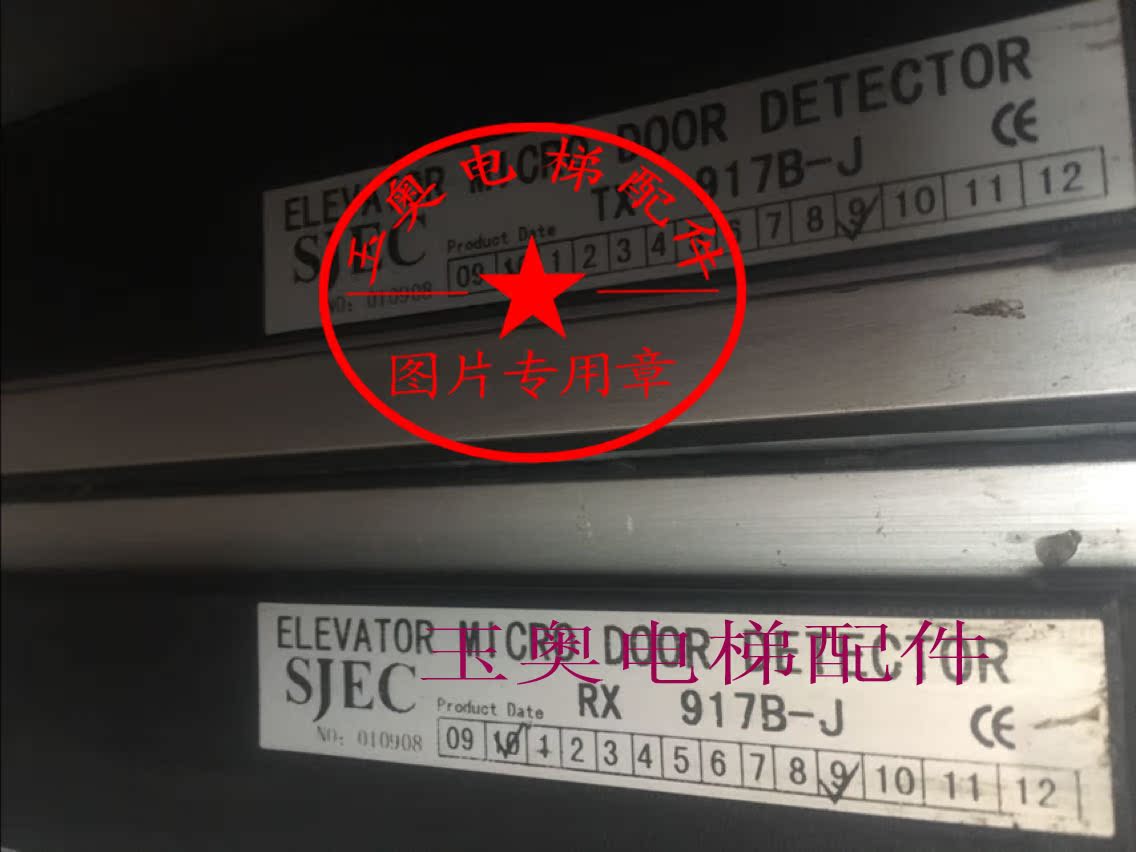 ELEVATOR MICRO DOOR DETECTOR
SJEC
TX 917B-J
CE
Product Date
09 10 1 2 3 4 5 6 7 8 9 10 11 12
NO: 010908
玉奥电梯配件
图片专用章
ELEVATOR MICRO DOOR DETECTOR
玉奥电梯配件
SJEC
RX 917B-J
CE
Product Date
09 10 1 2 3 4 5 6 7 8 9 10 11 12
NO: 010908